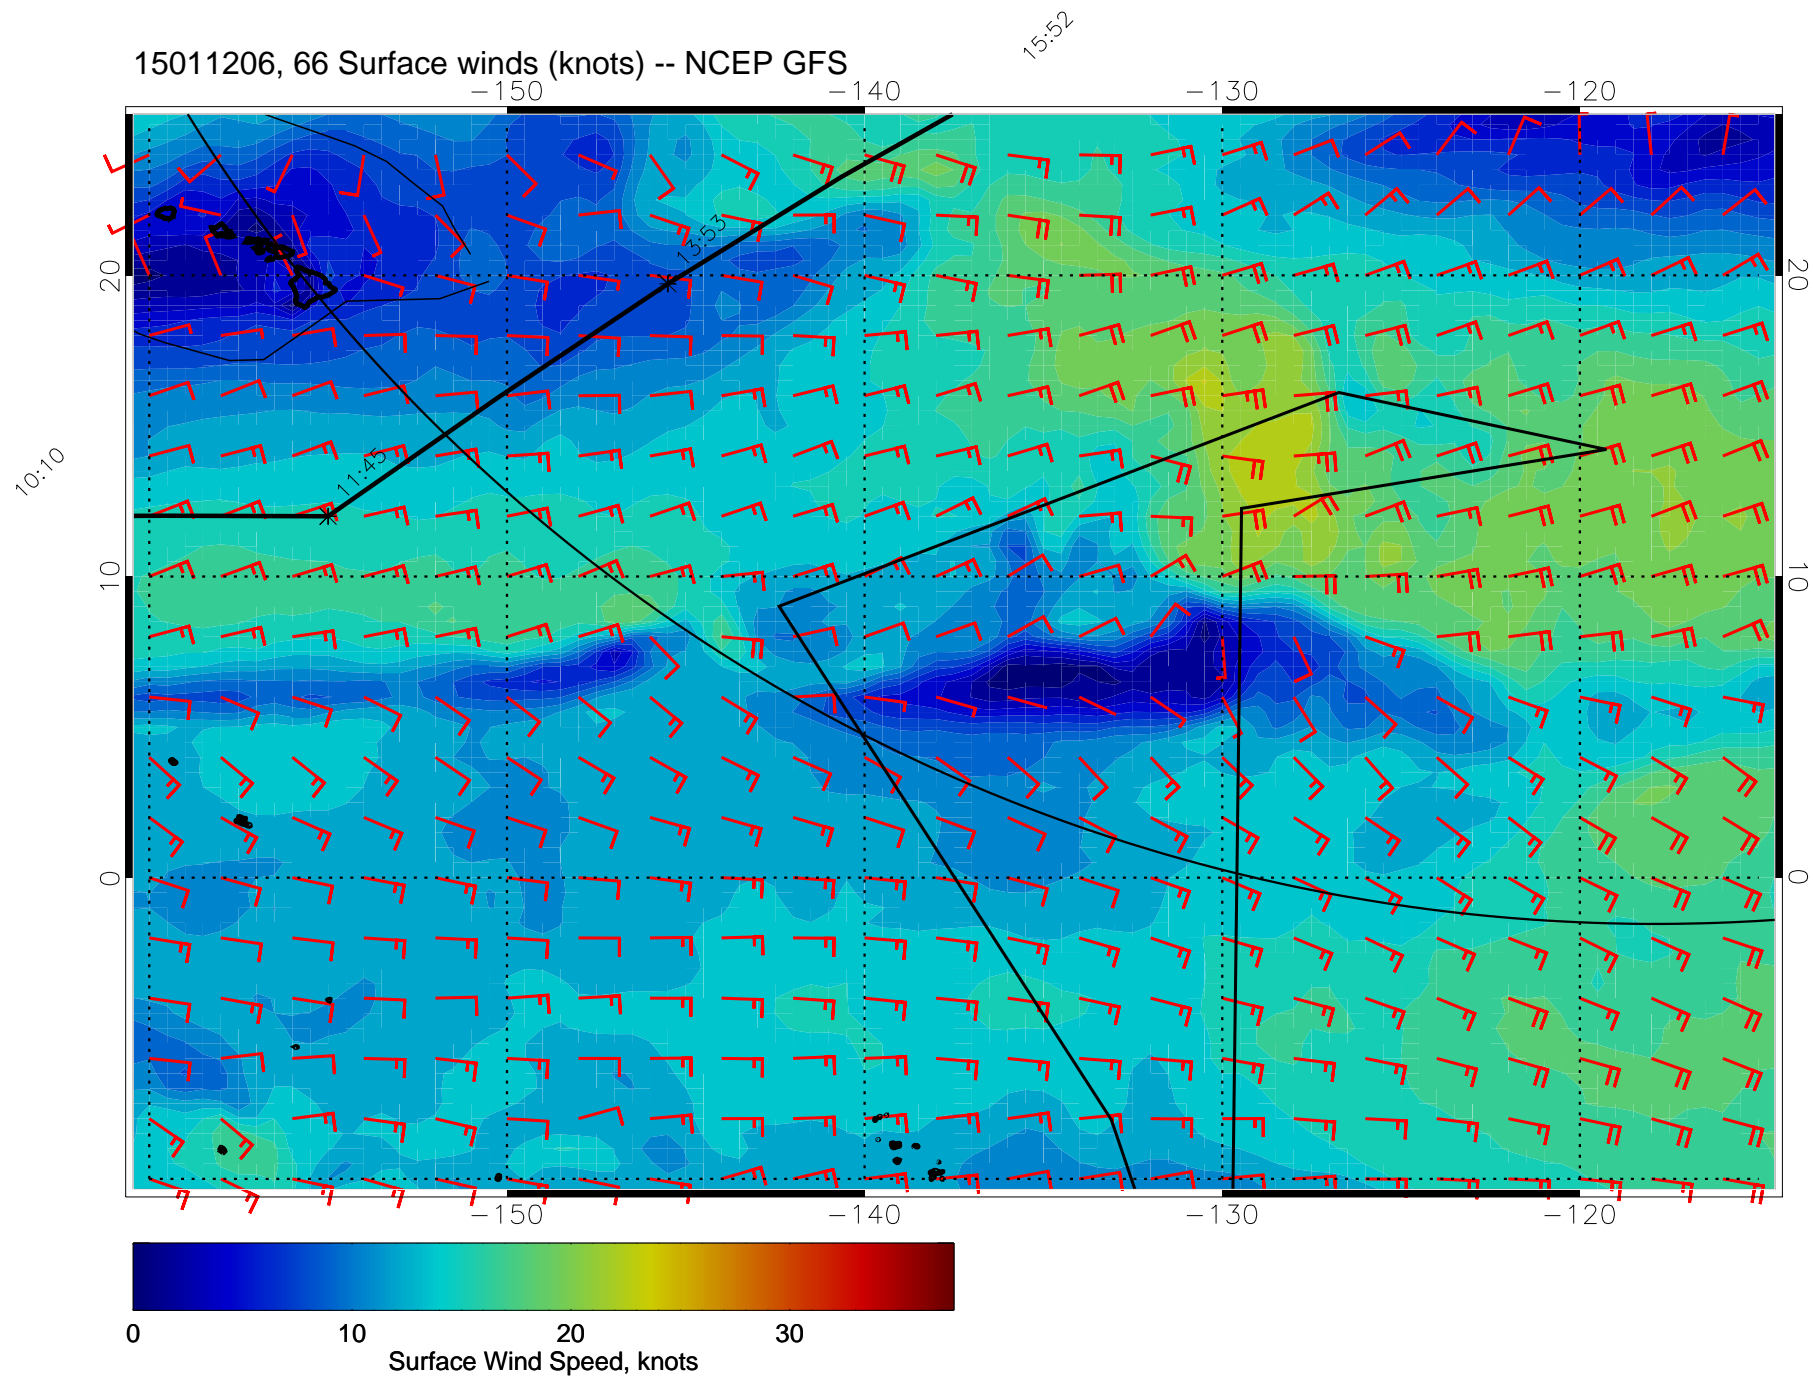 15:52
15011206, 66 Surface winds (knots) -- NCEP GFS
-150 -140 -130 -120
13:53
20 20
11:45
10:10
10 10
0 0
-150 -140 -130 -120
0 10 20 30
Surface Wind Speed, knots